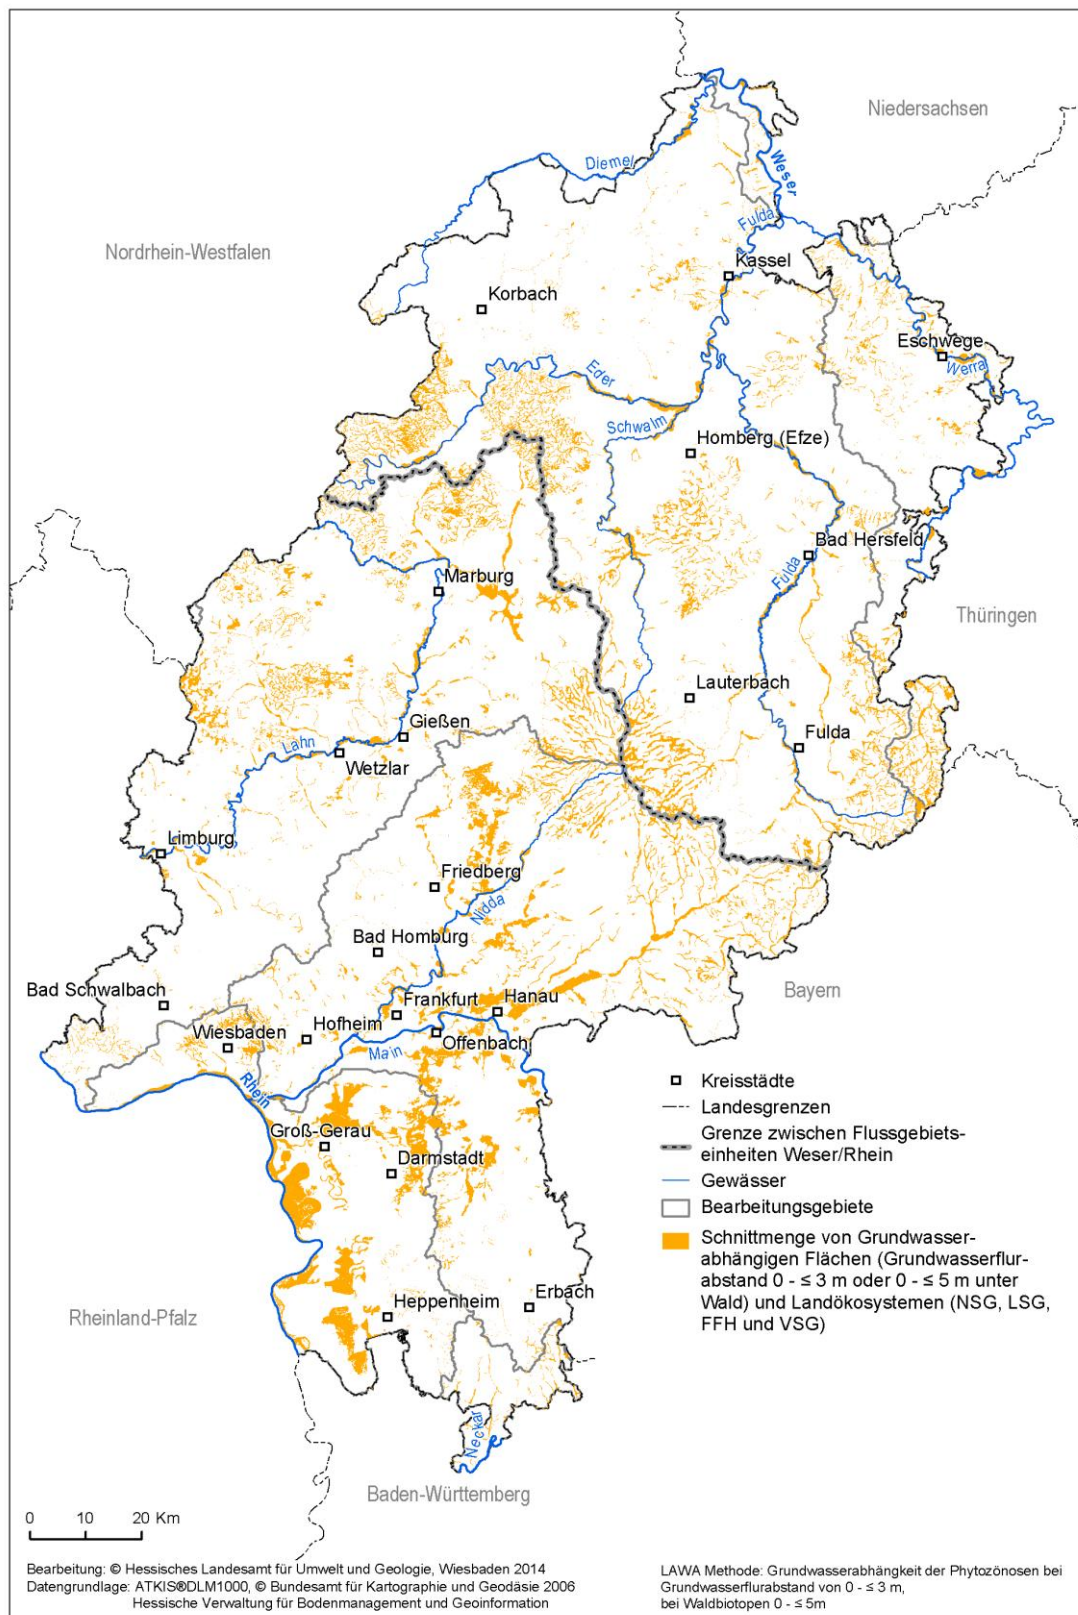 Niedersachsen
Diemel
Weser
Nordrhein-Westfalen
Fulda
Kassel
Korbach
Eschwege
Werra
Eder
Schwalm
Homberg (Efze)
Bad Hersfeld
Fulda
Marburg
Thüringen
Lauterbach
Gießen
Fulda
Lahn
Wetzlar
Limburg
Friedberg
Nidda
Bad Homburg
Bayern
Bad Schwalbach
Frankfurt
Hanau
Wiesbaden
Hofheim
Offenbach
Main
Rhein
Groß-Gerau
Darmstadt
Heppenheim
Erbach
Rheinland-Pfalz
Neckar
Baden-Württemberg
Kreisstädte
Landesgrenzen
Grenze zwischen Flussgebiets-
einheiten Weser/Rhein
Gewässer
Bearbeitungsgebiete
Schnittmenge von Grundwasser-
abhängigen Flächen (Grundwasserflur-
abstand 0 - ≤ 3 m oder 0 - ≤ 5 m unter
Wald) und Landökosystemen (NSG, LSG,
FFH und VSG)
0 10 20 Km
Bearbeitung: © Hessisches Landesamt für Umwelt und Geologie, Wiesbaden 2014
Datengrundlage: ATKIS®DLM1000, © Bundesamt für Kartographie und Geodäsie 2006
Hessische Verwaltung für Bodenmanagement und Geoinformation
LAWA Methode: Grundwasserabhängkeit der Phytozönosen bei
Grundwasserflurabstand von 0 - ≤ 3 m,
bei Waldbiotopen 0 - ≤ 5m